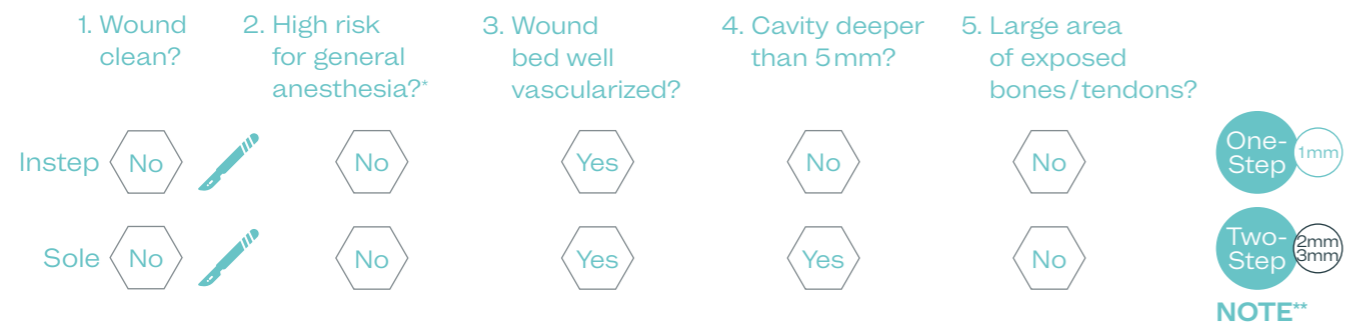 1. Wound clean?
2. High risk for general anesthesia?*
3. Wound bed well vascularized?
4. Cavity deeper than 5 mm?
5. Large area of exposed bones/tendons?
Instep No No Yes No No One-Step 1mm
Sole No No Yes Yes No Two-Step 2mm 3mm
NOTE**